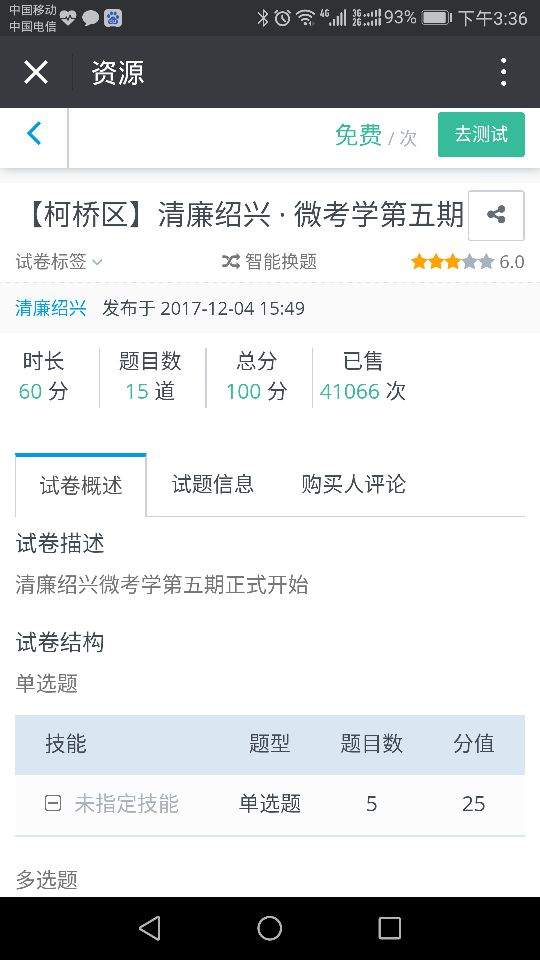 中国移动
中国电信
4G
3G
2G
93%
下午3:36
资源
免费 / 次
去测试
【柯桥区】清廉绍兴 · 微考学第五期
试卷标签
智能换题
6.0
清廉绍兴 发布于 2017-12-04 15:49
时长 题目数 总分 已售
60 分 15 道 100 分 41066 次
试卷概述 试题信息 购买人评论
试卷描述
清廉绍兴微考学第五期正式开始
试卷结构
单选题
技能 题型 题目数 分值
未指定技能 单选题 5 25
多选题